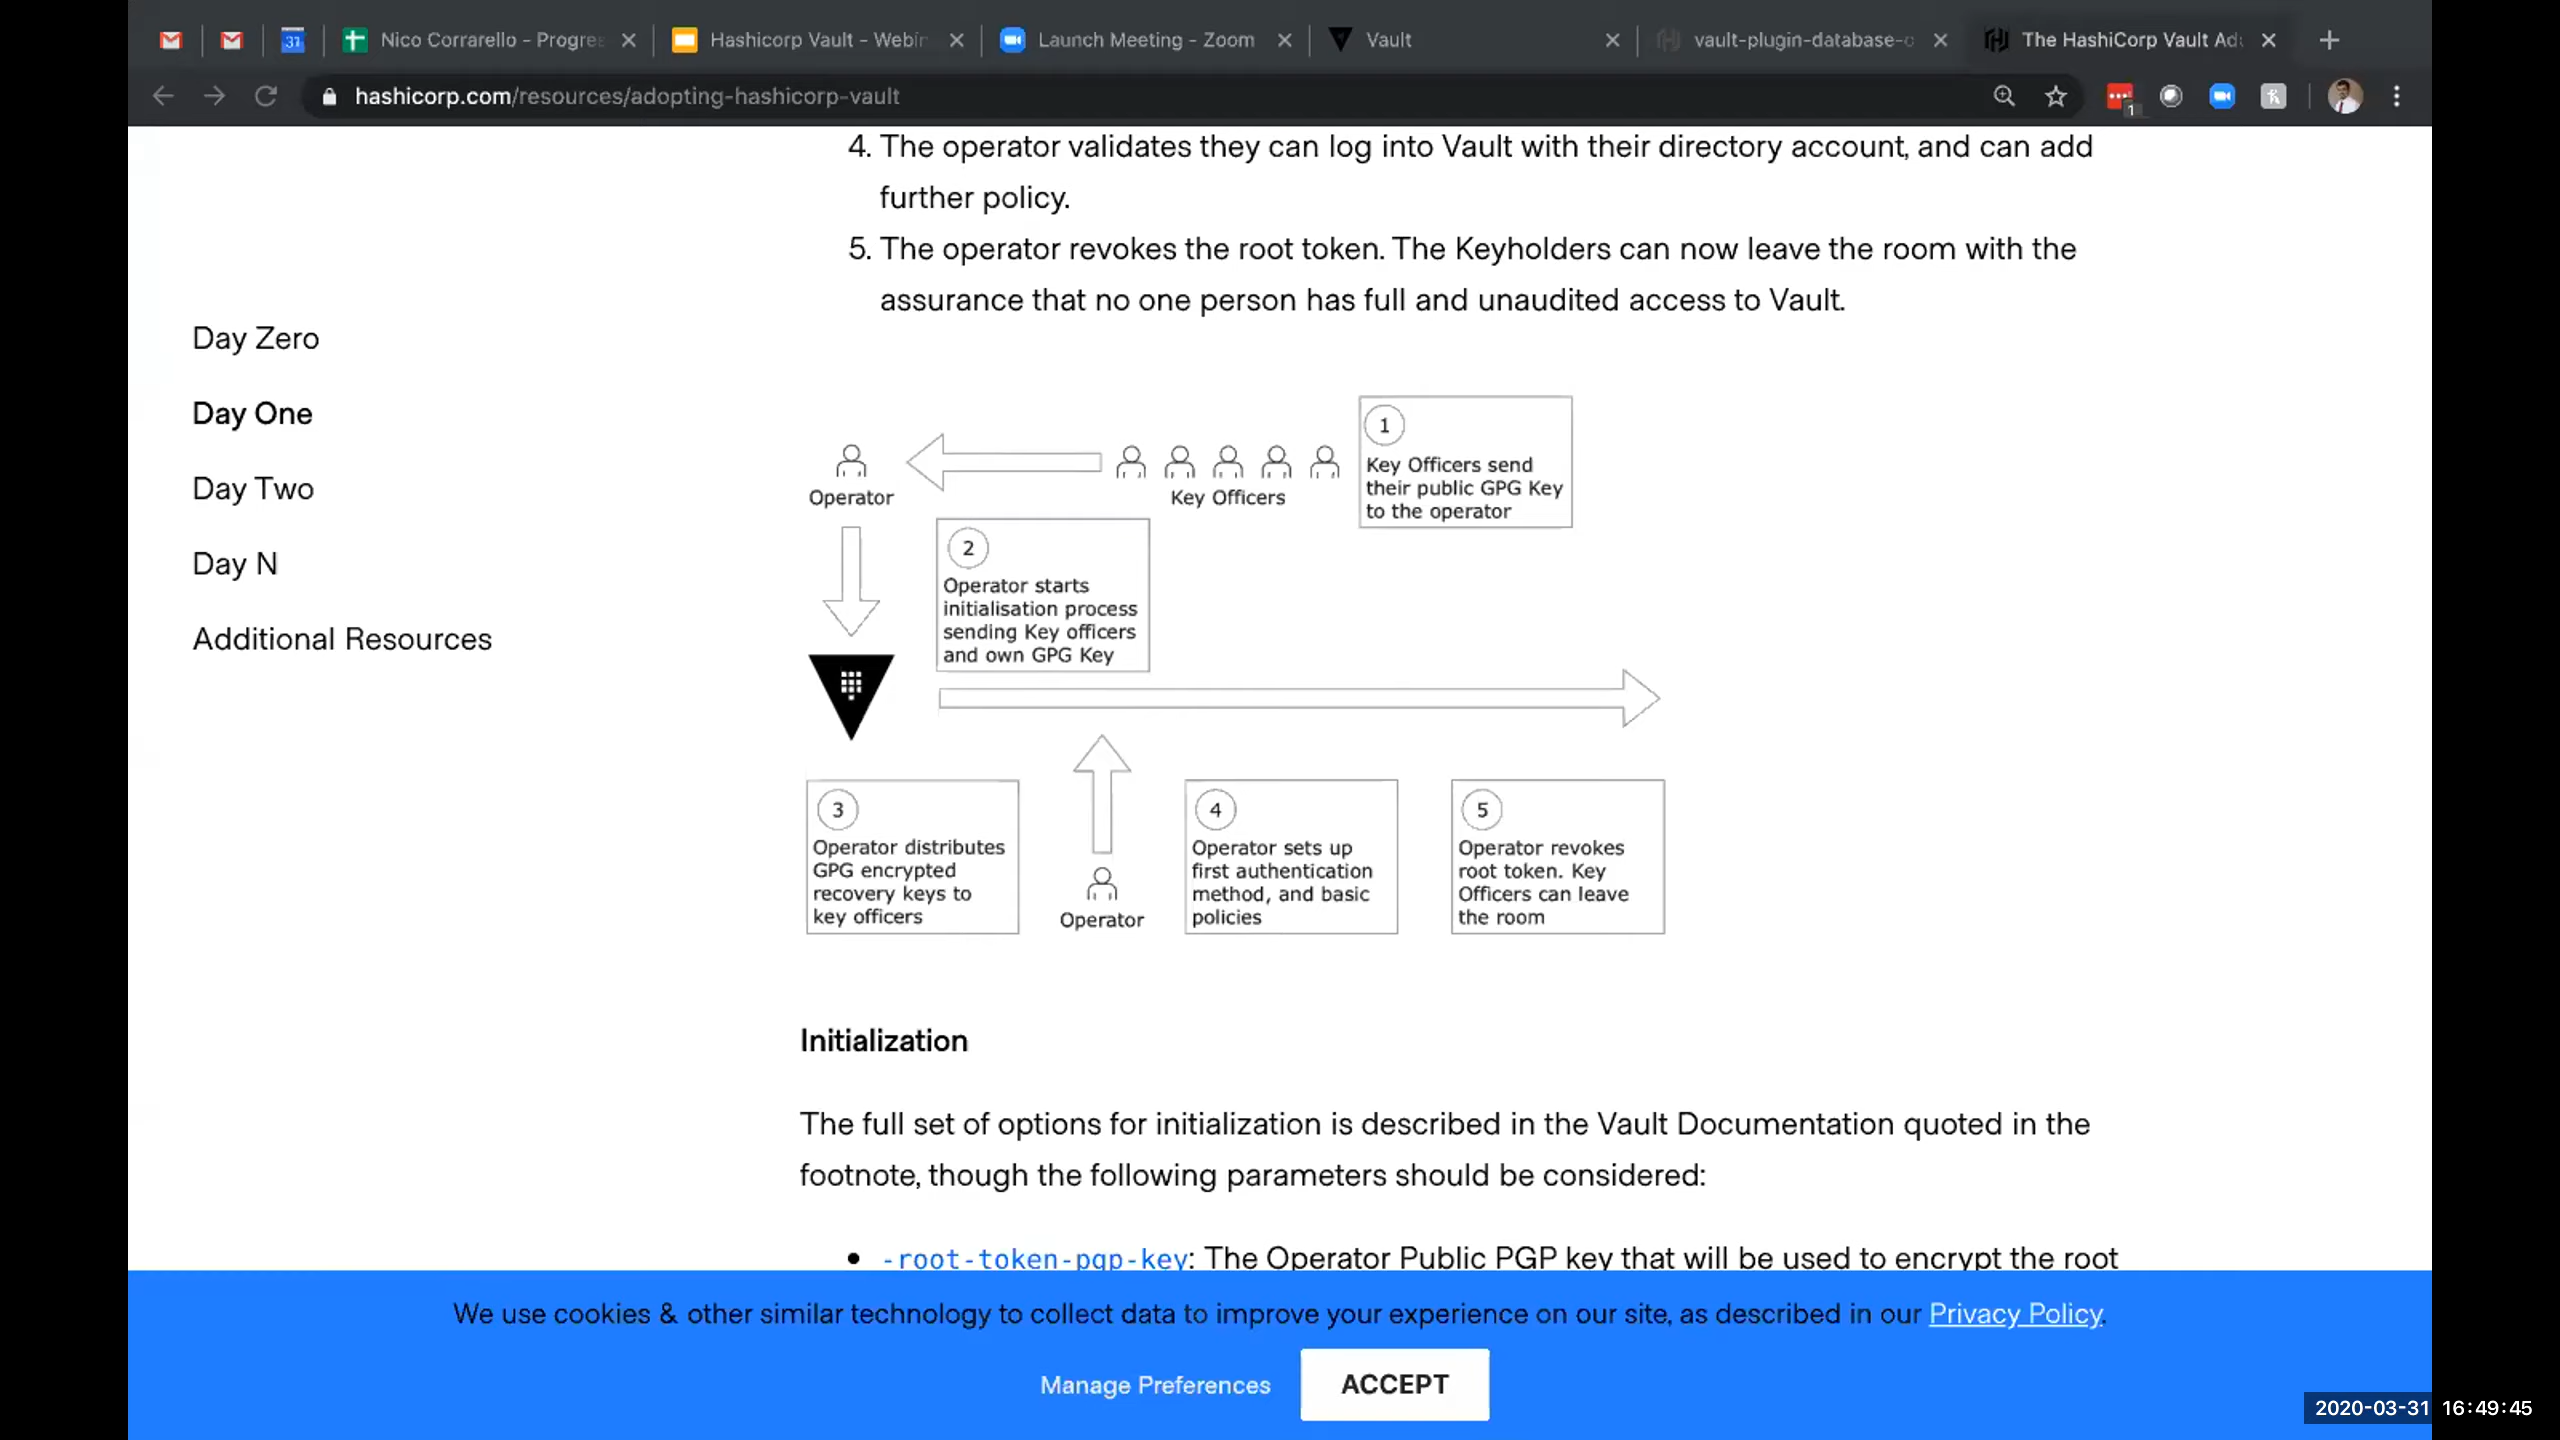 31
Nico Corrarello - Progres
Hashicorp Vault - Webin
Launch Meeting - Zoom
Vault
vault-plugin-database-o
The HashiCorp Vault Ado
hashicorp.com/resources/adopting-hashicorp-vault
1
4. The operator validates they can log into Vault with their directory account, and can add
further policy.
5. The operator revokes the root token. The Keyholders can now leave the room with the
assurance that no one person has full and unaudited access to Vault.
Day Zero
Day One
Day Two
Day N
Additional Resources
Operator
Key Officers
1
Key Officers send
their public GPG Key
to the operator
2
Operator starts
initialisation process
sending Key officers
and own GPG Key
3
Operator distributes
GPG encrypted
recovery keys to
key officers
Operator
4
Operator sets up
first authentication
method, and basic
policies
5
Operator revokes
root token. Key
Officers can leave
the room
Initialization
The full set of options for initialization is described in the Vault Documentation quoted in the
footnote, though the following parameters should be considered:
• -root-token-pgp-key: The Operator Public PGP key that will be used to encrypt the root
We use cookies & other similar technology to collect data to improve your experience on our site, as described in our Privacy Policy.
Manage Preferences
ACCEPT
2020-03-31 16:49:45